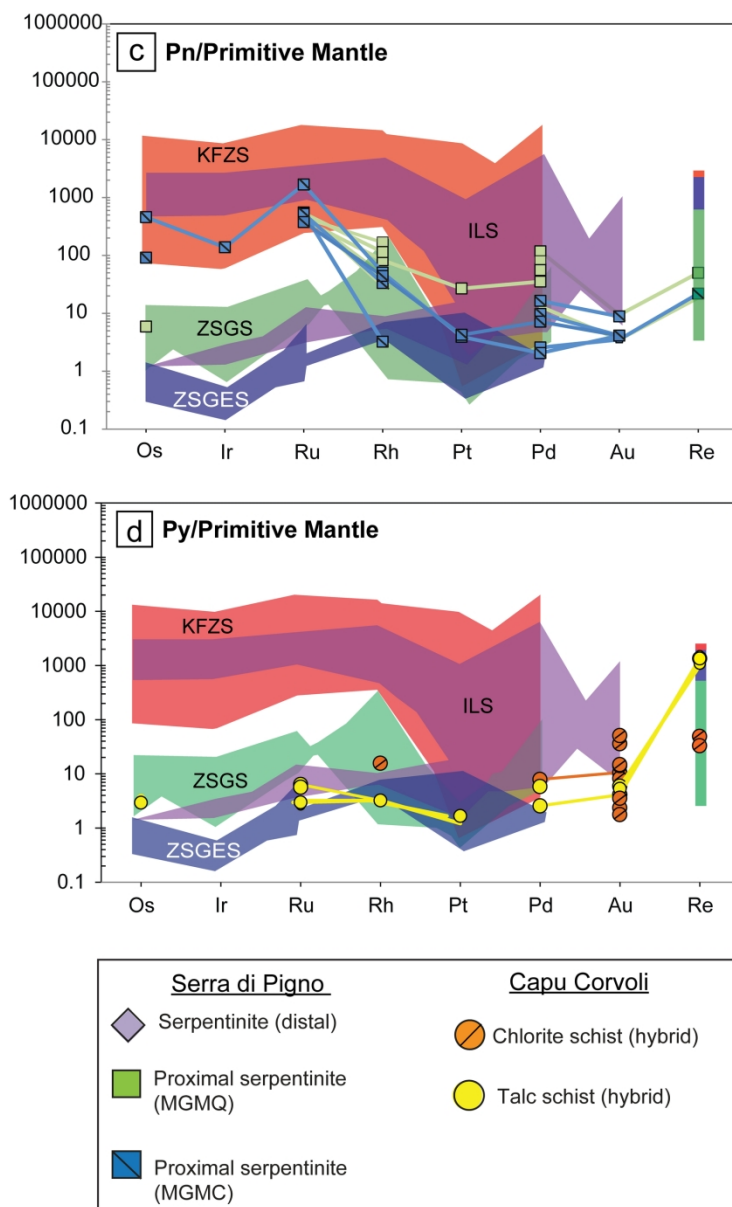 1000000
c Pn/Primitive Mantle
100000
10000
KFZS
1000
ILS
100
10
ZSGS
1
ZSGES
0.1
Os Ir Ru Rh Pt Pd Au Re
1000000
d Py/Primitive Mantle
100000
10000
KFZS
1000
ILS
100
10
ZSGS
1
ZSGES
0.1
Os Ir Ru Rh Pt Pd Au Re
Serra di Pigno Capu Corvoli
Serpentinite (distal) Chlorite schist (hybrid)
Proximal serpentinite Talc schist (hybrid)
(MGMQ)
Proximal serpentinite
(MGMC)